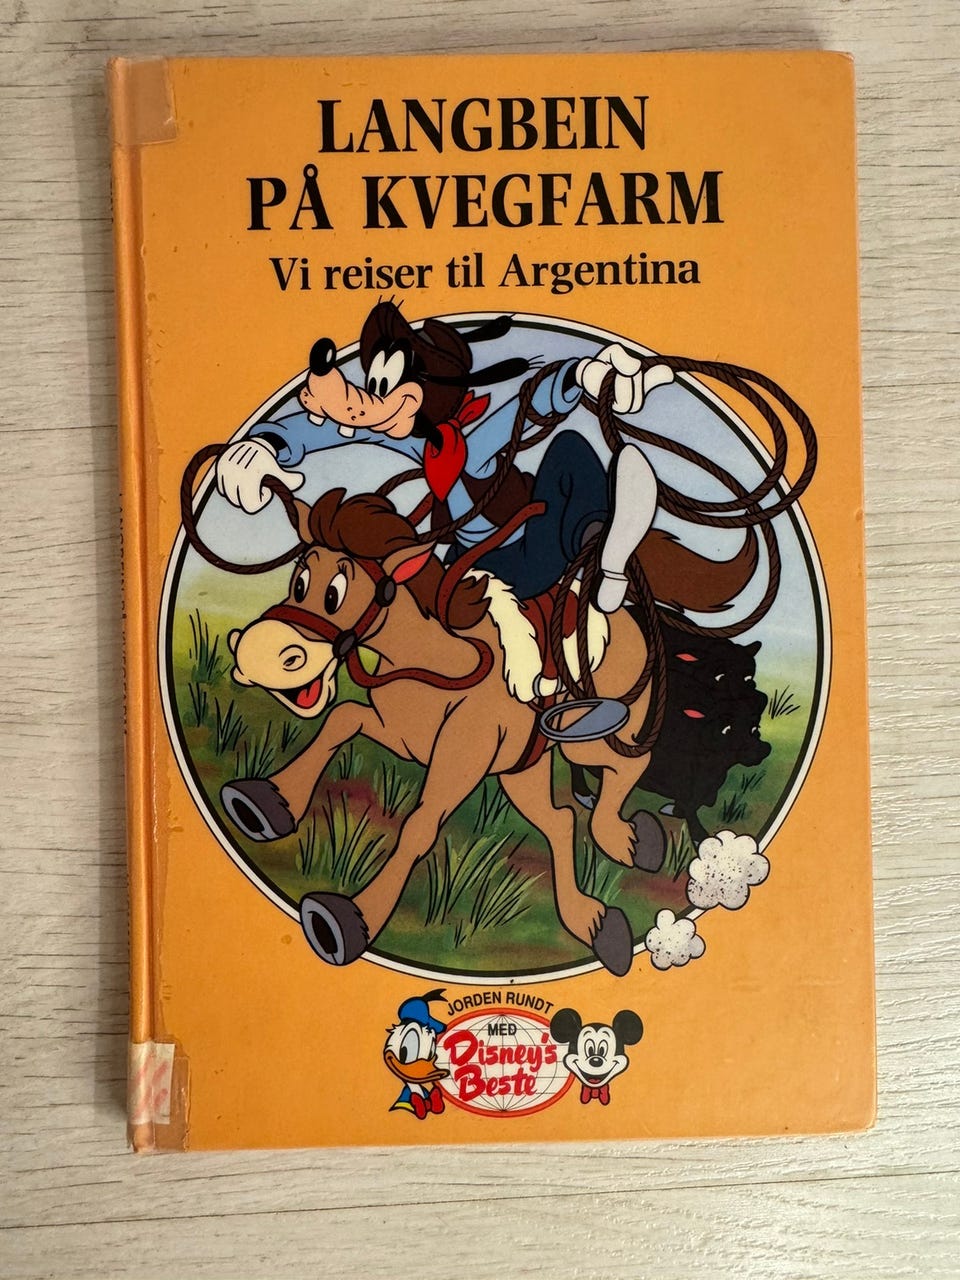 LANGBEIN
PÅ KVEGFARM
Vi reiser til Argentina
JORDEN RUNDT
MED
Disney's
Beste